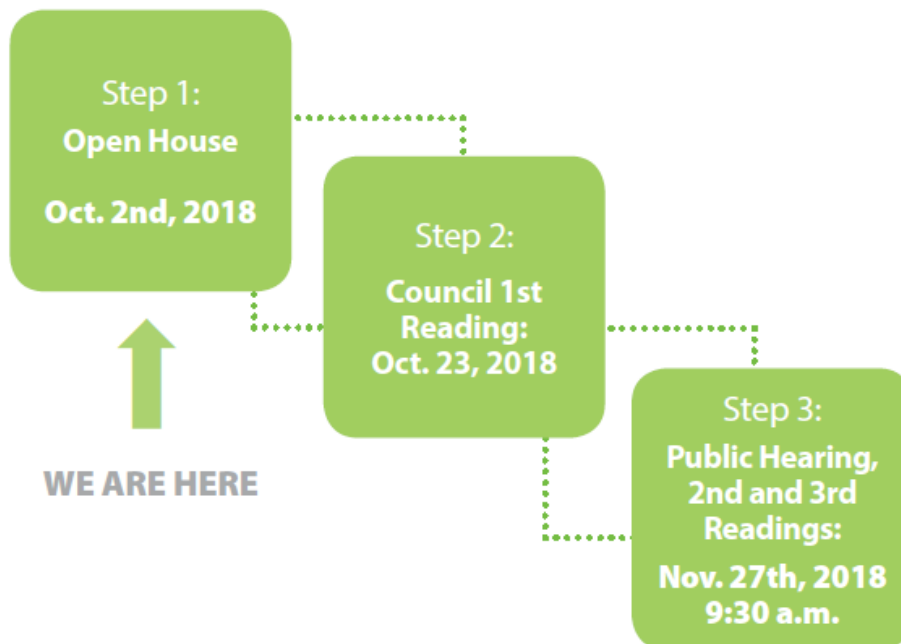 Step 1:
Open House
Oct. 2nd, 2018
WE ARE HERE
Step 2:
Council 1st
Reading:
Oct. 23, 2018
Step 3:
Public Hearing,
2nd and 3rd
Readings:
Nov. 27th, 2018
9:30 a.m.